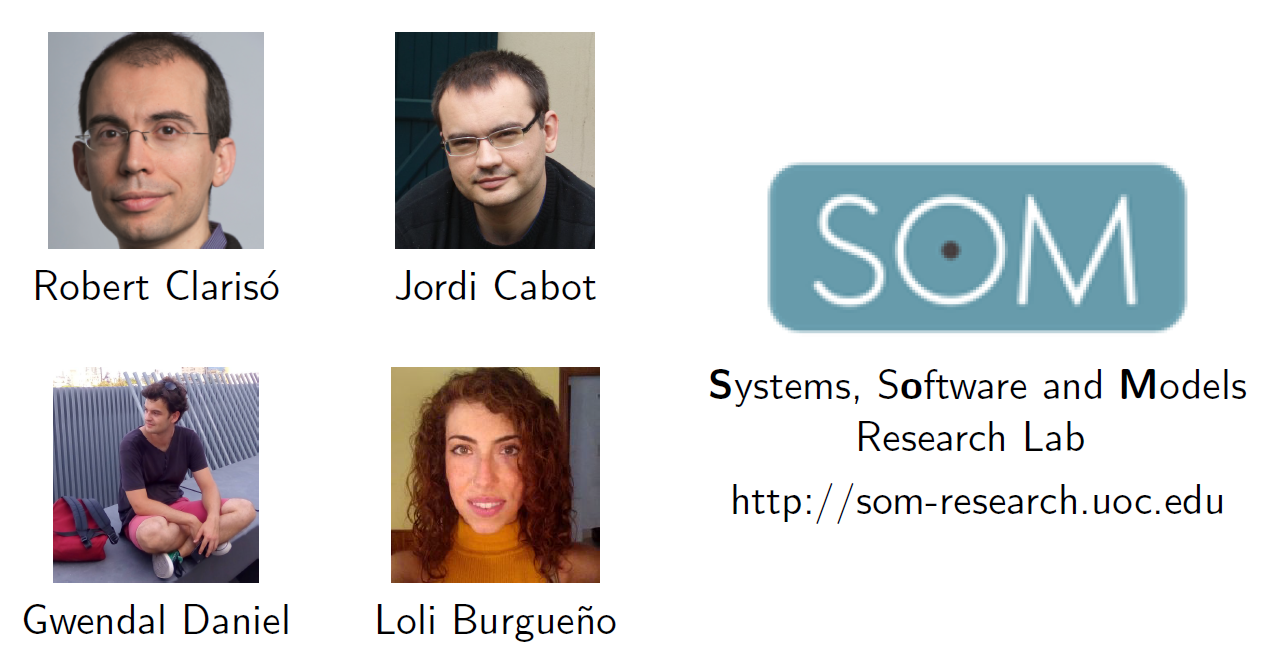 Robert Clarisó
Jordi Cabot
Gwendal Daniel
Loli Burgueño
SOM
Systems, Software and Models
Research Lab
http://som-research.uoc.edu